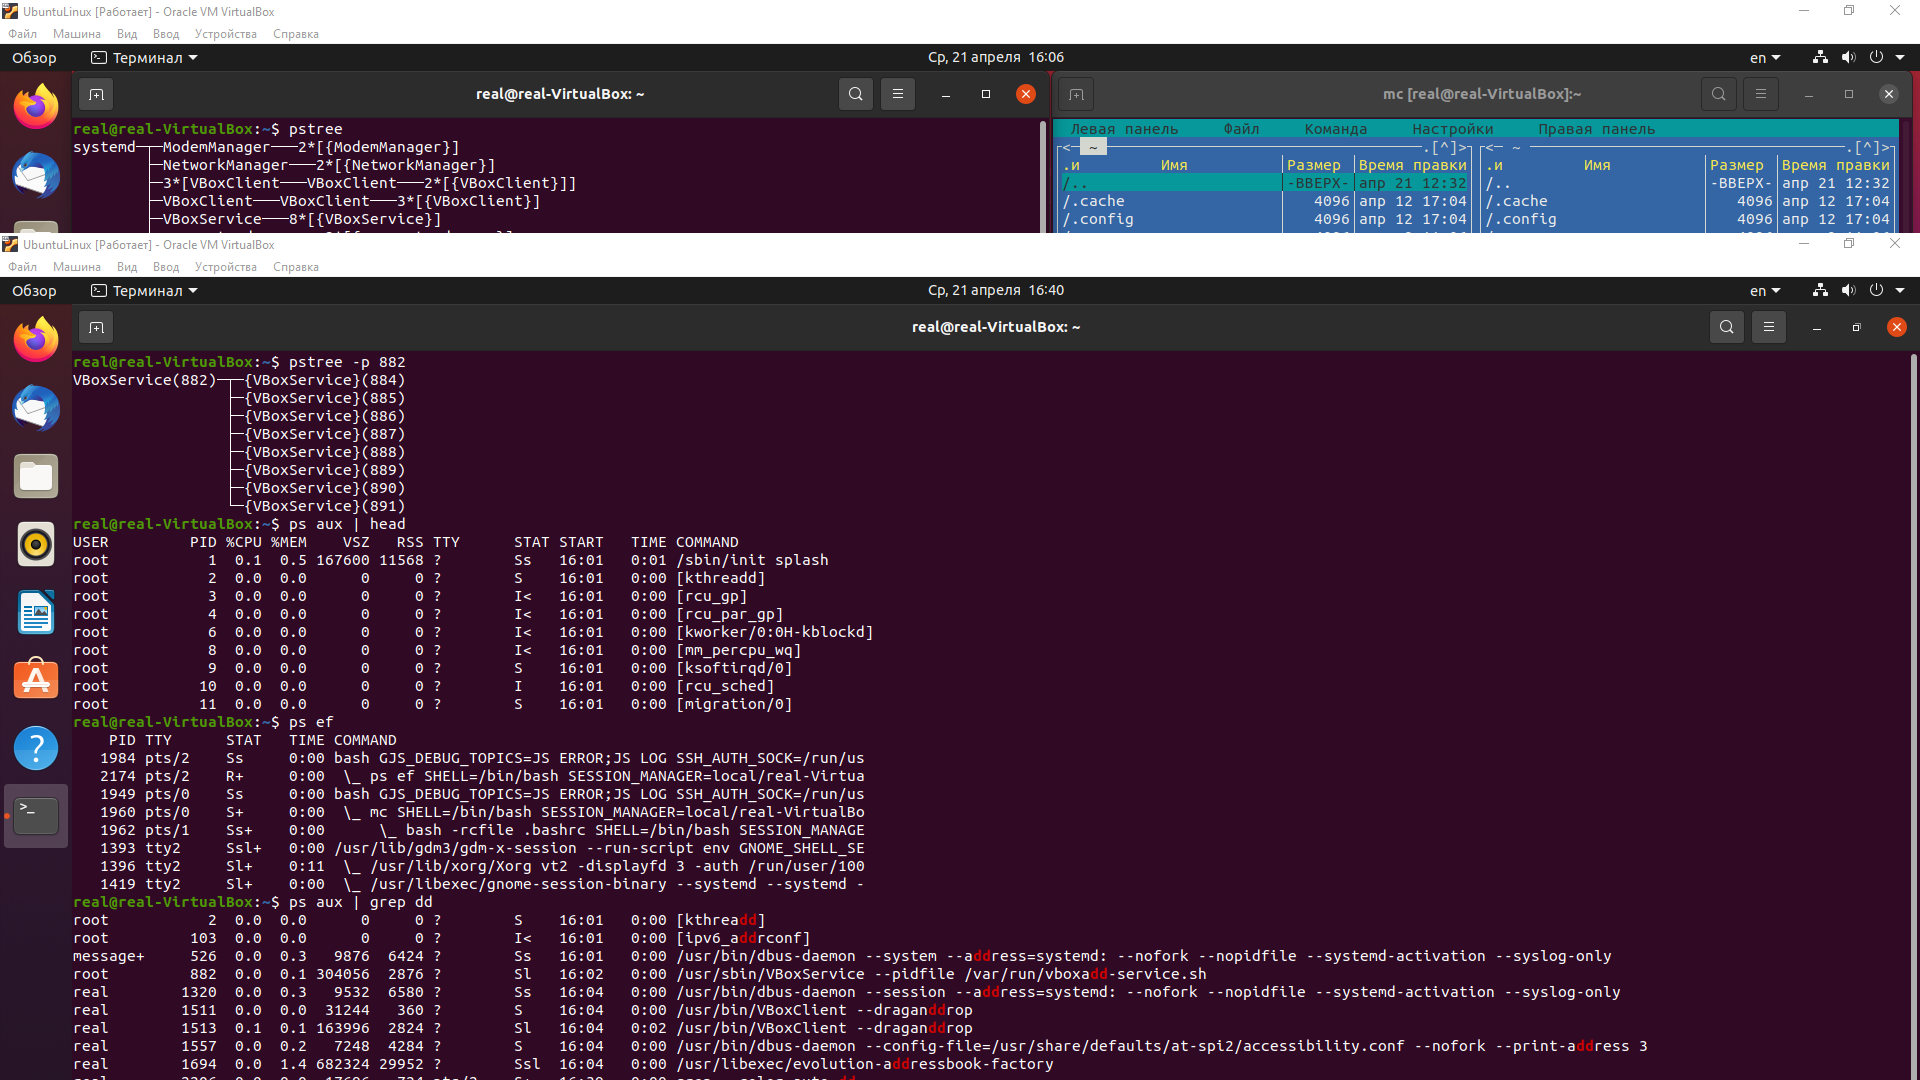 UbuntuLinux [Работает] - Oracle VM VirtualBox
Файл Машина Вид Ввод Устройства Справка
Обзор Терминал Ср, 21 апреля 16:06 en
real@real-VirtualBox: ~
mc [real@real-VirtualBox]:~
real@real-VirtualBox:~$ pstree
systemd─┬─ModemManager───2*[{ModemManager}]
├─NetworkManager───2*[{NetworkManager}]
├─3*[VBoxClient───VBoxClient───2*[{VBoxClient}]]
├─VBoxClient───VBoxClient───3*[{VBoxClient}]
├─VBoxService───8*[{VBoxService}]
Левая панель Файл Команда Настройки Правая панель
<─ ~ ─.[^]>┐ <─ ~ ─.[^]>┐
.и Имя Размер Время правки .и Имя Размер Время правки
/.. -ВВЕРХ- апр 21 12:32 /.. -ВВЕРХ- апр 21 12:32
/.cache 4096 апр 12 17:04 /.cache 4096 апр 12 17:04
/.config 4096 апр 12 17:04 /.config 4096 апр 12 17:04
UbuntuLinux [Работает] - Oracle VM VirtualBox
Файл Машина Вид Ввод Устройства Справка
Обзор Терминал Ср, 21 апреля 16:40 en
real@real-VirtualBox: ~
real@real-VirtualBox:~$ pstree -p 882
VBoxService(882)─┬─{VBoxService}(884)
├─{VBoxService}(885)
├─{VBoxService}(886)
├─{VBoxService}(887)
├─{VBoxService}(888)
├─{VBoxService}(889)
├─{VBoxService}(890)
└─{VBoxService}(891)
real@real-VirtualBox:~$ ps aux | head
USER PID %CPU %MEM VSZ RSS TTY STAT START TIME COMMAND
root 1 0.1 0.5 167600 11568 ? Ss 16:01 0:01 /sbin/init splash
root 2 0.0 0.0 0 0 ? S 16:01 0:00 [kthreadd]
root 3 0.0 0.0 0 0 ? I< 16:01 0:00 [rcu_gp]
root 4 0.0 0.0 0 0 ? I< 16:01 0:00 [rcu_par_gp]
root 6 0.0 0.0 0 0 ? I< 16:01 0:00 [kworker/0:0H-kblockd]
root 8 0.0 0.0 0 0 ? I< 16:01 0:00 [mm_percpu_wq]
root 9 0.0 0.0 0 0 ? S 16:01 0:00 [ksoftirqd/0]
root 10 0.0 0.0 0 0 ? I 16:01 0:00 [rcu_sched]
root 11 0.0 0.0 0 0 ? S 16:01 0:00 [migration/0]
real@real-VirtualBox:~$ ps ef
PID TTY STAT TIME COMMAND
1984 pts/2 Ss 0:00 bash GJS_DEBUG_TOPICS=JS ERROR;JS LOG SSH_AUTH_SOCK=/run/us
2174 pts/2 R+ 0:00 \_ ps ef SHELL=/bin/bash SESSION_MANAGER=local/real-Virtua
1949 pts/0 Ss 0:00 bash GJS_DEBUG_TOPICS=JS ERROR;JS LOG SSH_AUTH_SOCK=/run/us
1960 pts/0 S+ 0:00 \_ mc SHELL=/bin/bash SESSION_MANAGER=local/real-VirtualBo
1962 pts/1 Ss+ 0:00 \_ bash -rcfile .bashrc SHELL=/bin/bash SESSION_MANAGE
1393 tty2 Ssl+ 0:00 /usr/lib/gdm3/gdm-x-session --run-script env GNOME_SHELL_SE
1396 tty2 Sl+ 0:11 \_ /usr/lib/xorg/Xorg vt2 -displayfd 3 -auth /run/user/100
1419 tty2 Sl+ 0:00 \_ /usr/libexec/gnome-session-binary --systemd --systemd -
real@real-VirtualBox:~$ ps aux | grep dd
root 2 0.0 0.0 0 0 ? S 16:01 0:00 [kthreadd]
root 103 0.0 0.0 0 0 ? I< 16:01 0:00 [ipv6_addrconf]
message+ 526 0.0 0.3 9876 6424 ? Ss 16:01 0:00 /usr/bin/dbus-daemon --system --address=systemd: --nofork --nopidfile --systemd-activation --syslog-only
root 882 0.0 0.1 304056 2876 ? Sl 16:02 0:00 /usr/sbin/VBoxService --pidfile /var/run/vboxadd-service.sh
real 1320 0.0 0.3 9532 6580 ? Ss 16:04 0:00 /usr/bin/dbus-daemon --session --address=systemd: --nofork --nopidfile --systemd-activation --syslog-only
real 1511 0.0 0.0 31244 360 ? S 16:04 0:00 /usr/bin/VBoxClient --draganddrop
real 1513 0.1 0.1 163996 2824 ? Sl 16:04 0:02 /usr/bin/VBoxClient --draganddrop
real 1557 0.0 0.2 7248 4284 ? S 16:04 0:00 /usr/bin/dbus-daemon --config-file=/usr/share/defaults/at-spi2/accessibility.conf --nofork --print-address 3
real 1694 0.0 1.4 682324 29952 ? Ssl 16:04 0:00 /usr/libexec/evolution-addressbook-factory